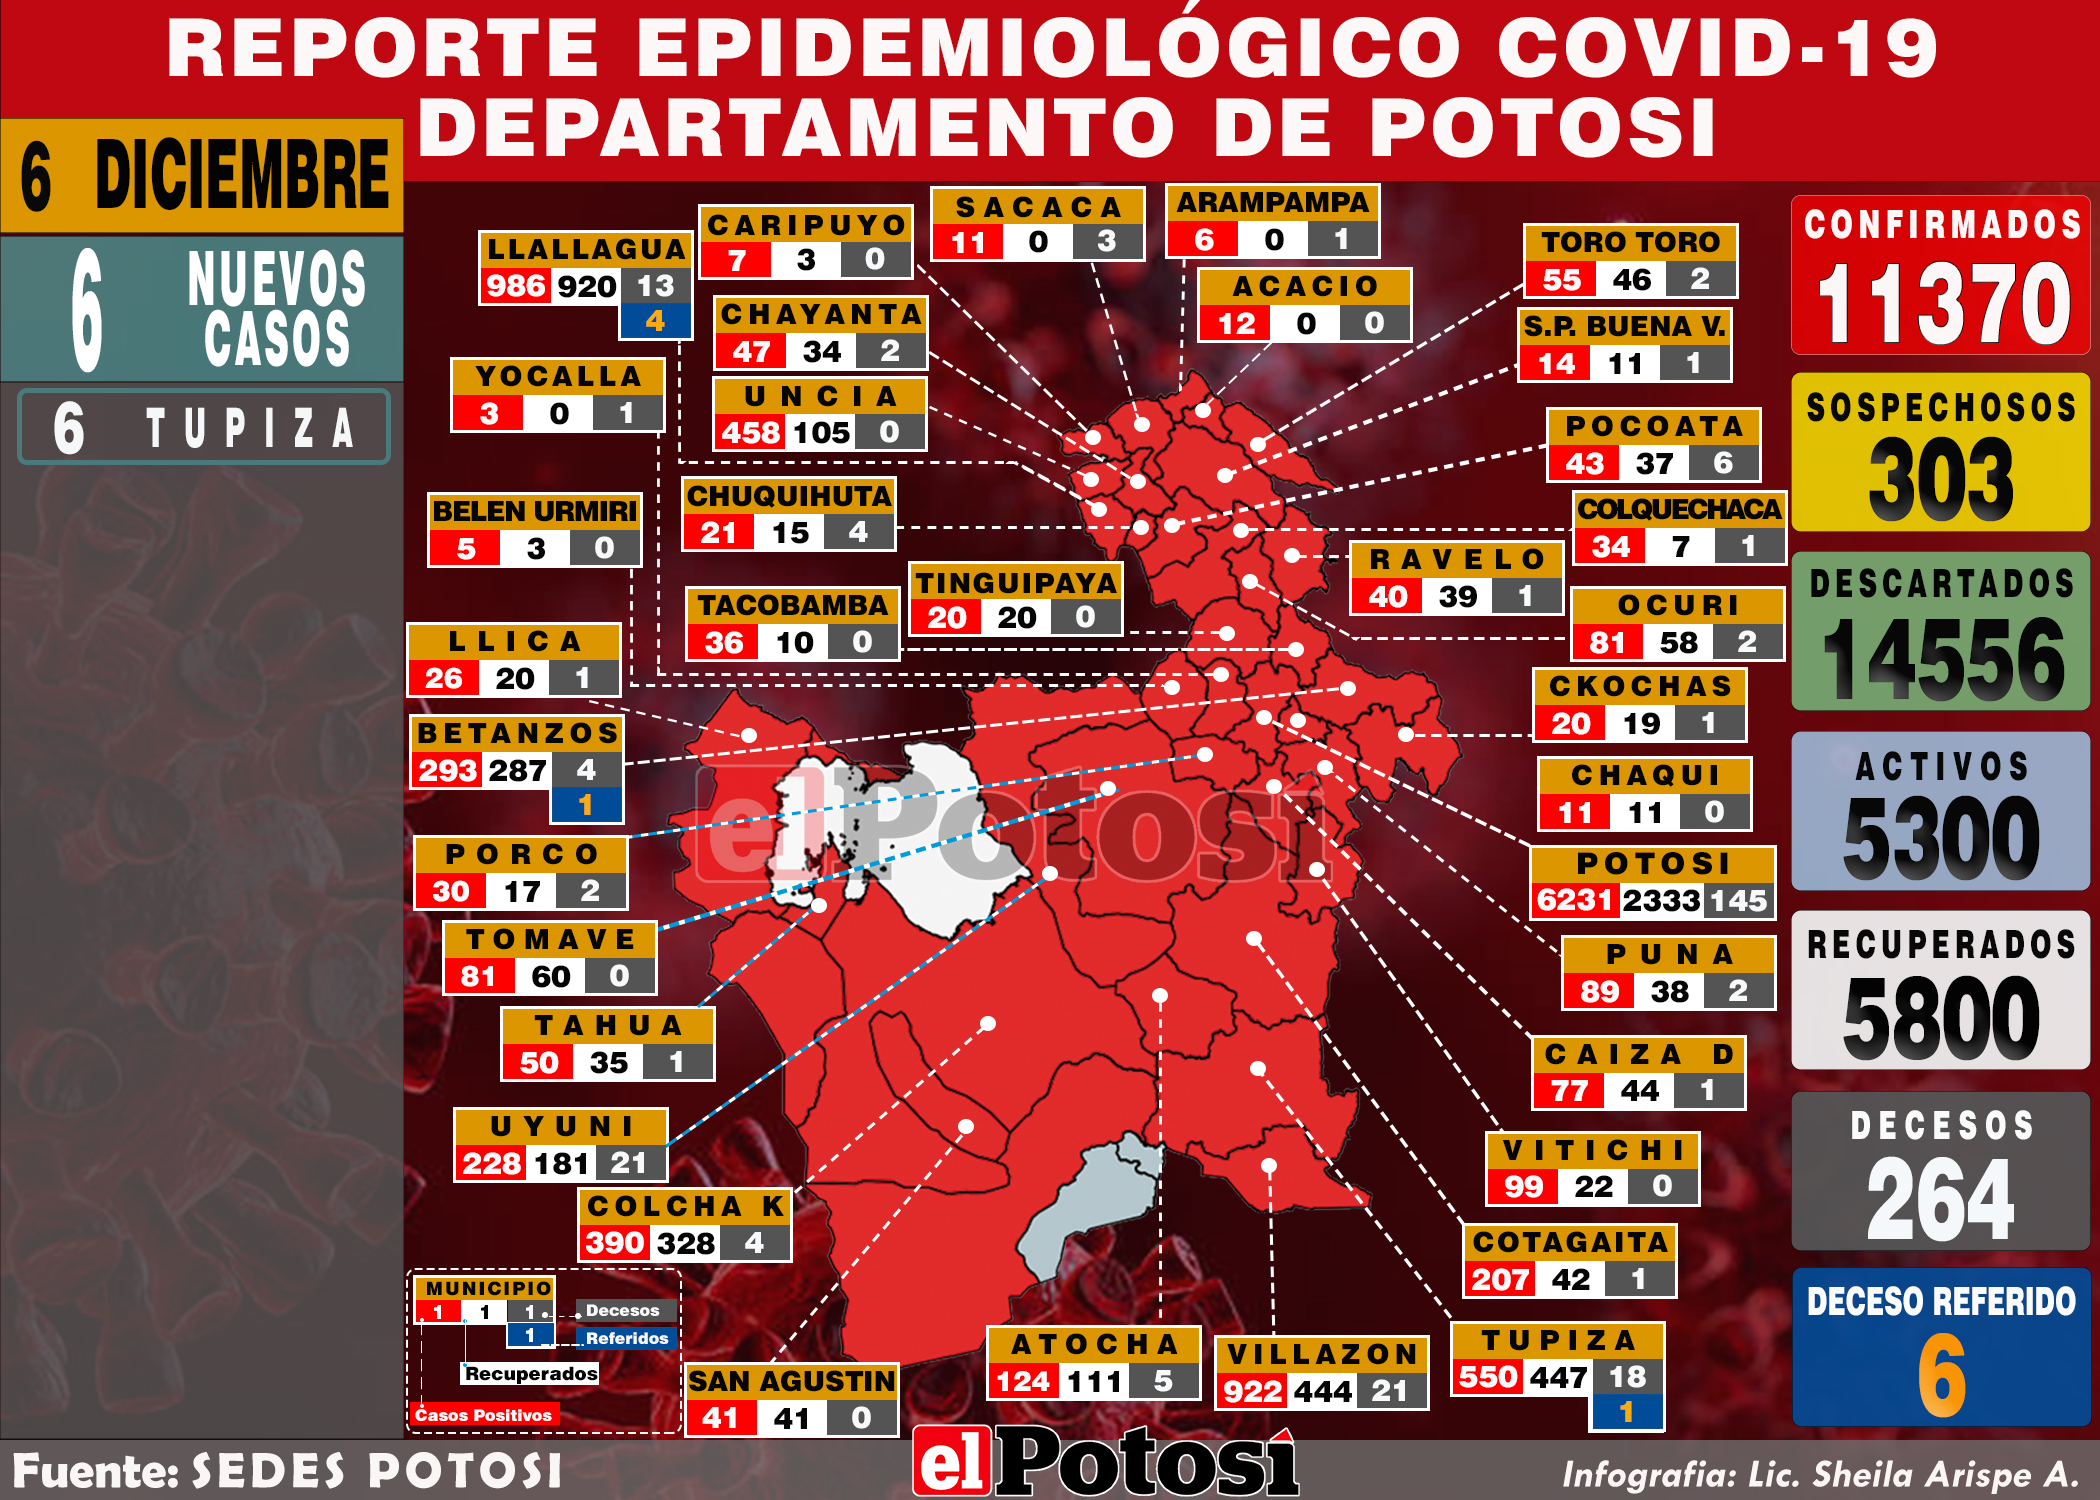 REPORTE EPIDEMIOLÓGICO COVID-19
DEPARTAMENTO DE POTOSI
6 DICIEMBRE
6 NUEVOS CASOS
6 TUPIZA
LLALLAGUA
986 920 13
4
CARIPUYO
7 3 0
SACACA
11 0 3
ARAMPAMPA
6 0 1
ACACIO
12 0 0
TORO TORO
55 46 2
S.P. BUENA V.
14 11 1
CHAYANTA
47 34 2
YOCALLA
3 0 1
UNCIA
458 105 0
POCOATA
43 37 6
BELEN URMIRI
5 3 0
CHUQUIHUTA
21 15 4
COLQUECHACA
34 7 1
RAVELO
40 39 1
TINGUIPAYA
20 20 0
TACOBAMBA
36 10 0
OCURI
81 58 2
LLICA
26 20 1
CKOCHAS
20 19 1
BETANZOS
293 287 4
1
CHAQUI
11 11 0
PORCO
30 17 2
POTOSI
6231 2333 145
TOMAVE
81 60 0
PUNA
89 38 2
TAHUA
50 35 1
CAIZA D
77 44 1
UYUNI
228 181 21
VITICHI
99 22 0
COLCHA K
390 328 4
COTAGAITA
207 42 1
SAN AGUSTIN
41 41 0
ATOCHA
124 111 5
VILLAZON
922 444 21
TUPIZA
550 447 18
1
MUNICIPIO
1 1 1 Decesos
1 Referidos
Recuperados
Casos Positivos
elPotosí
CONFIRMADOS
11370
SOSPECHOSOS
303
DESCARTADOS
14556
ACTIVOS
5300
RECUPERADOS
5800
DECESOS
264
DECESO REFERIDO
6
Fuente: SEDES POTOSI
elPotosí
Infografia: Lic. Sheila Arispe A.